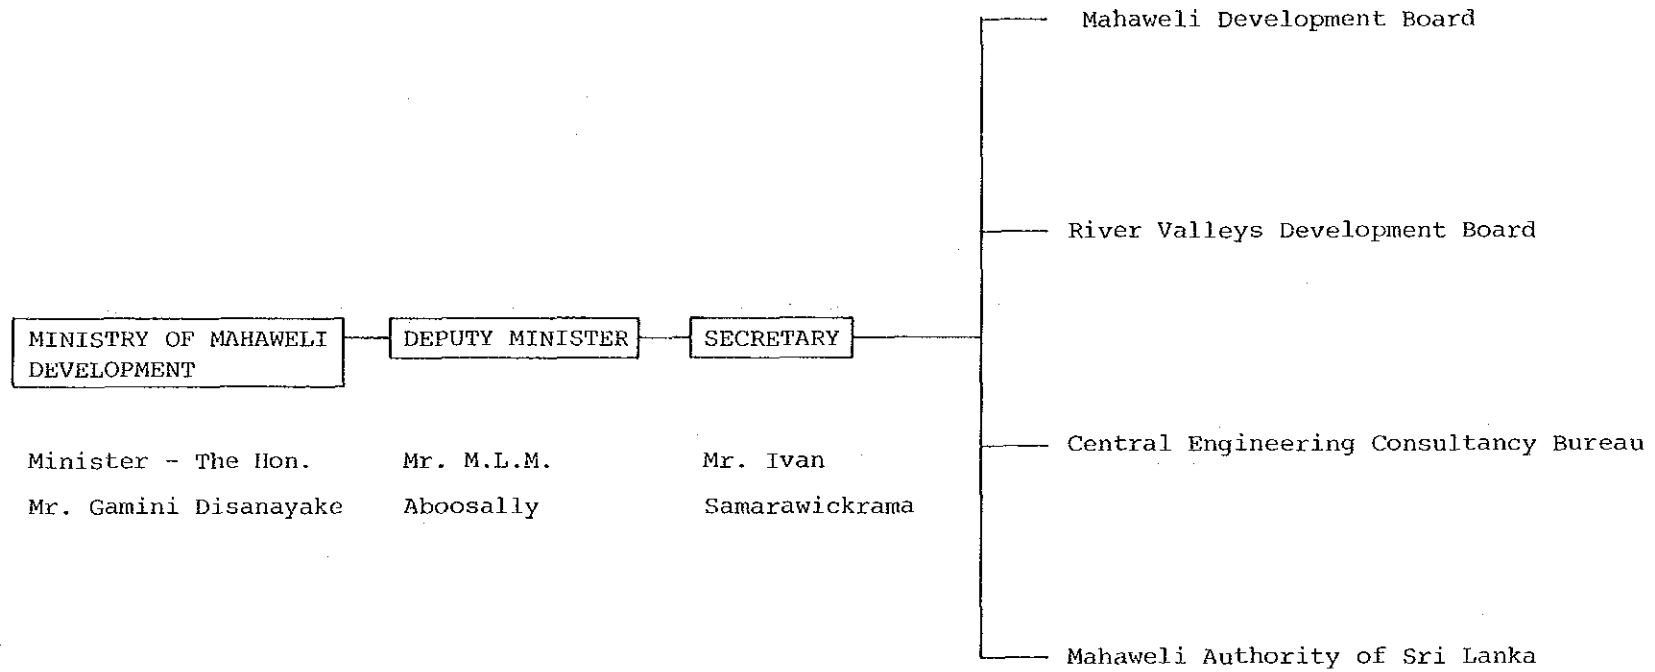 Mahaweli Development Board
River Valleys Development Board
MINISTRY OF MAHAWELI
DEVELOPMENT
DEPUTY MINISTER
SECRETARY
Minister - The Hon.
Mr. Gamini Disanayake
Mr. M.L.M.
Aboosally
Mr. Ivan
Samarawickrama
Central Engineering Consultancy Bureau
Mahaweli Authority of Sri Lanka